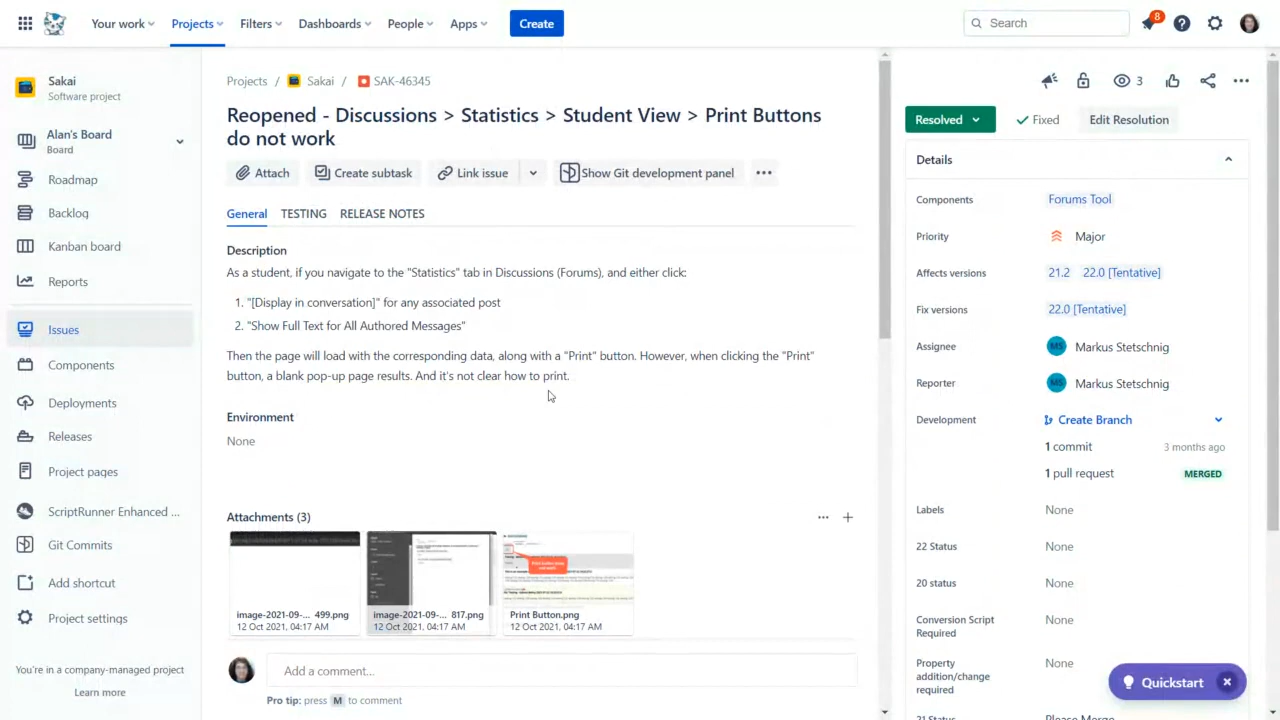 Your work
Projects
Filters
Dashboards
People
Apps
Create
Search
8
Sakai
Software project
Alan's Board
Board
Roadmap
Backlog
Kanban board
Reports
Issues
Components
Deployments
Releases
Project pages
ScriptRunner Enhanced ...
Git Commits
Add shortcut
Project settings
You're in a company-managed project
Learn more
Projects / Sakai / SAK-46345
Reopened - Discussions > Statistics > Student View > Print Buttons
do not work
Attach
Create subtask
Link issue
Show Git development panel
General TESTING RELEASE NOTES
Description
As a student, if you navigate to the "Statistics" tab in Discussions (Forums), and either click:
1. "[Display in conversation]" for any associated post
2. "Show Full Text for All Authored Messages"
Then the page will load with the corresponding data, along with a "Print" button. However, when clicking the "Print"
button, a blank pop-up page results. And it's not clear how to print.
Environment
None
Attachments (3)
image-2021-09-... 499.png
12 Oct 2021, 04:17 AM
image-2021-09-... 817.png
12 Oct 2021, 04:17 AM
Print Button.png
12 Oct 2021, 04:17 AM
Add a comment...
Pro tip: press M to comment
3
Resolved
Fixed
Edit Resolution
Details
Components Forums Tool
Priority Major
Affects versions 21.2 22.0 [Tentative]
Fix versions 22.0 [Tentative]
Assignee MS Markus Stetschnig
Reporter MS Markus Stetschnig
Development Create Branch
1 commit 3 months ago
1 pull request MERGED
Labels None
22 Status None
20 status None
Conversion Script
Required
None
Property
addition/change
required
None
21 Status Please Merge
Quickstart